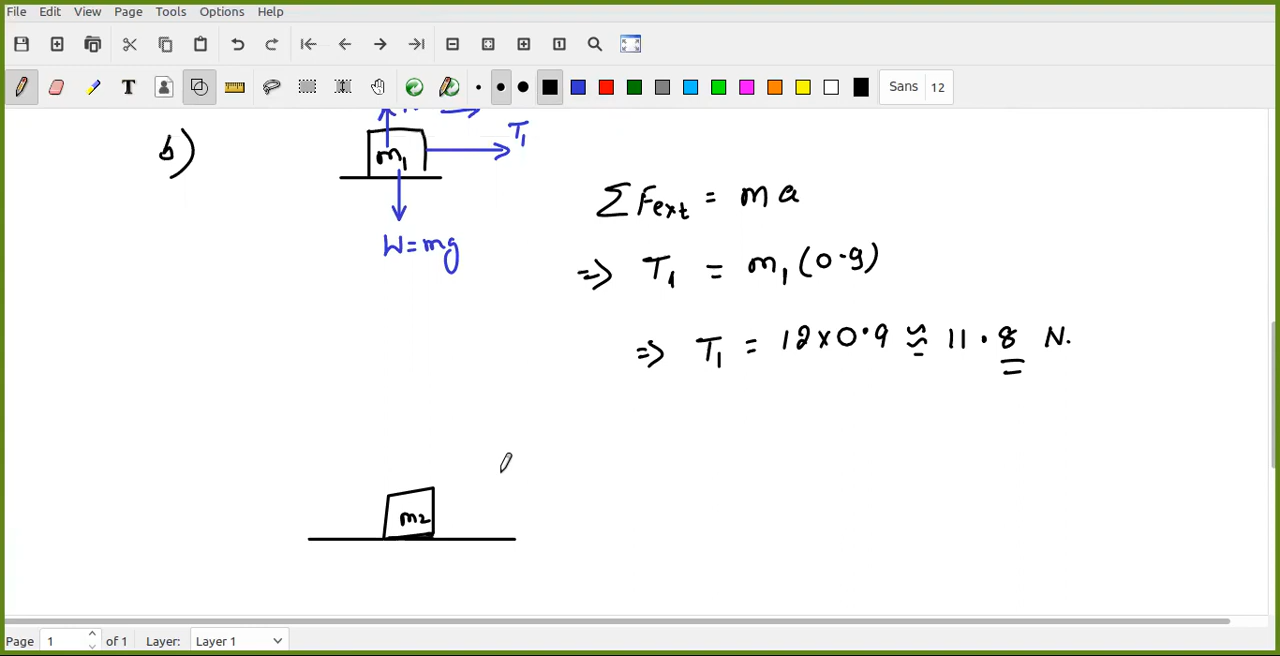 File Edit View Page Tools Options Help
Sans 12
b)
m1
T1
W=mg
∑Fext = ma
=> T1 = m1(0.9)
=> T1 = 12×0.9 ≈ 11.8 N.
m2
Page 1 of 1 Layer: Layer 1